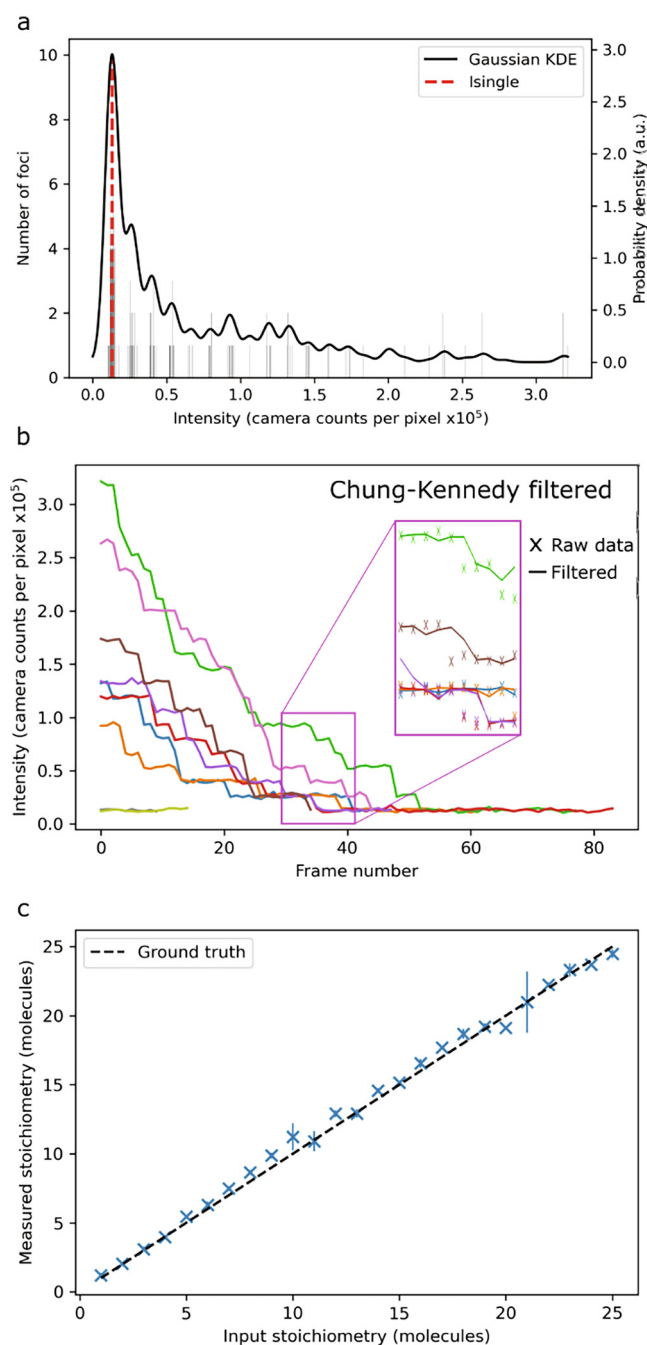 a
10
8
6
4
2
0
Number of foci
Gaussian KDE
Isingle
3.0
2.5
2.0
1.5
1.0
0.5
0.0
Probability density (a.u.)
0.0 0.5 1.0 1.5 2.0 2.5 3.0
Intensity (camera counts per pixel x10⁵)
b
Intensity (camera counts per pixel x10⁵)
3.0
2.5
2.0
1.5
1.0
0.5
0.0
Chung-Kennedy filtered
X Raw data
Filtered
0 20 40 60 80
Frame number
c
Measured stoichiometry (molecules)
25
20
15
10
5
0
Ground truth
0 5 10 15 20 25
Input stoichiometry (molecules)